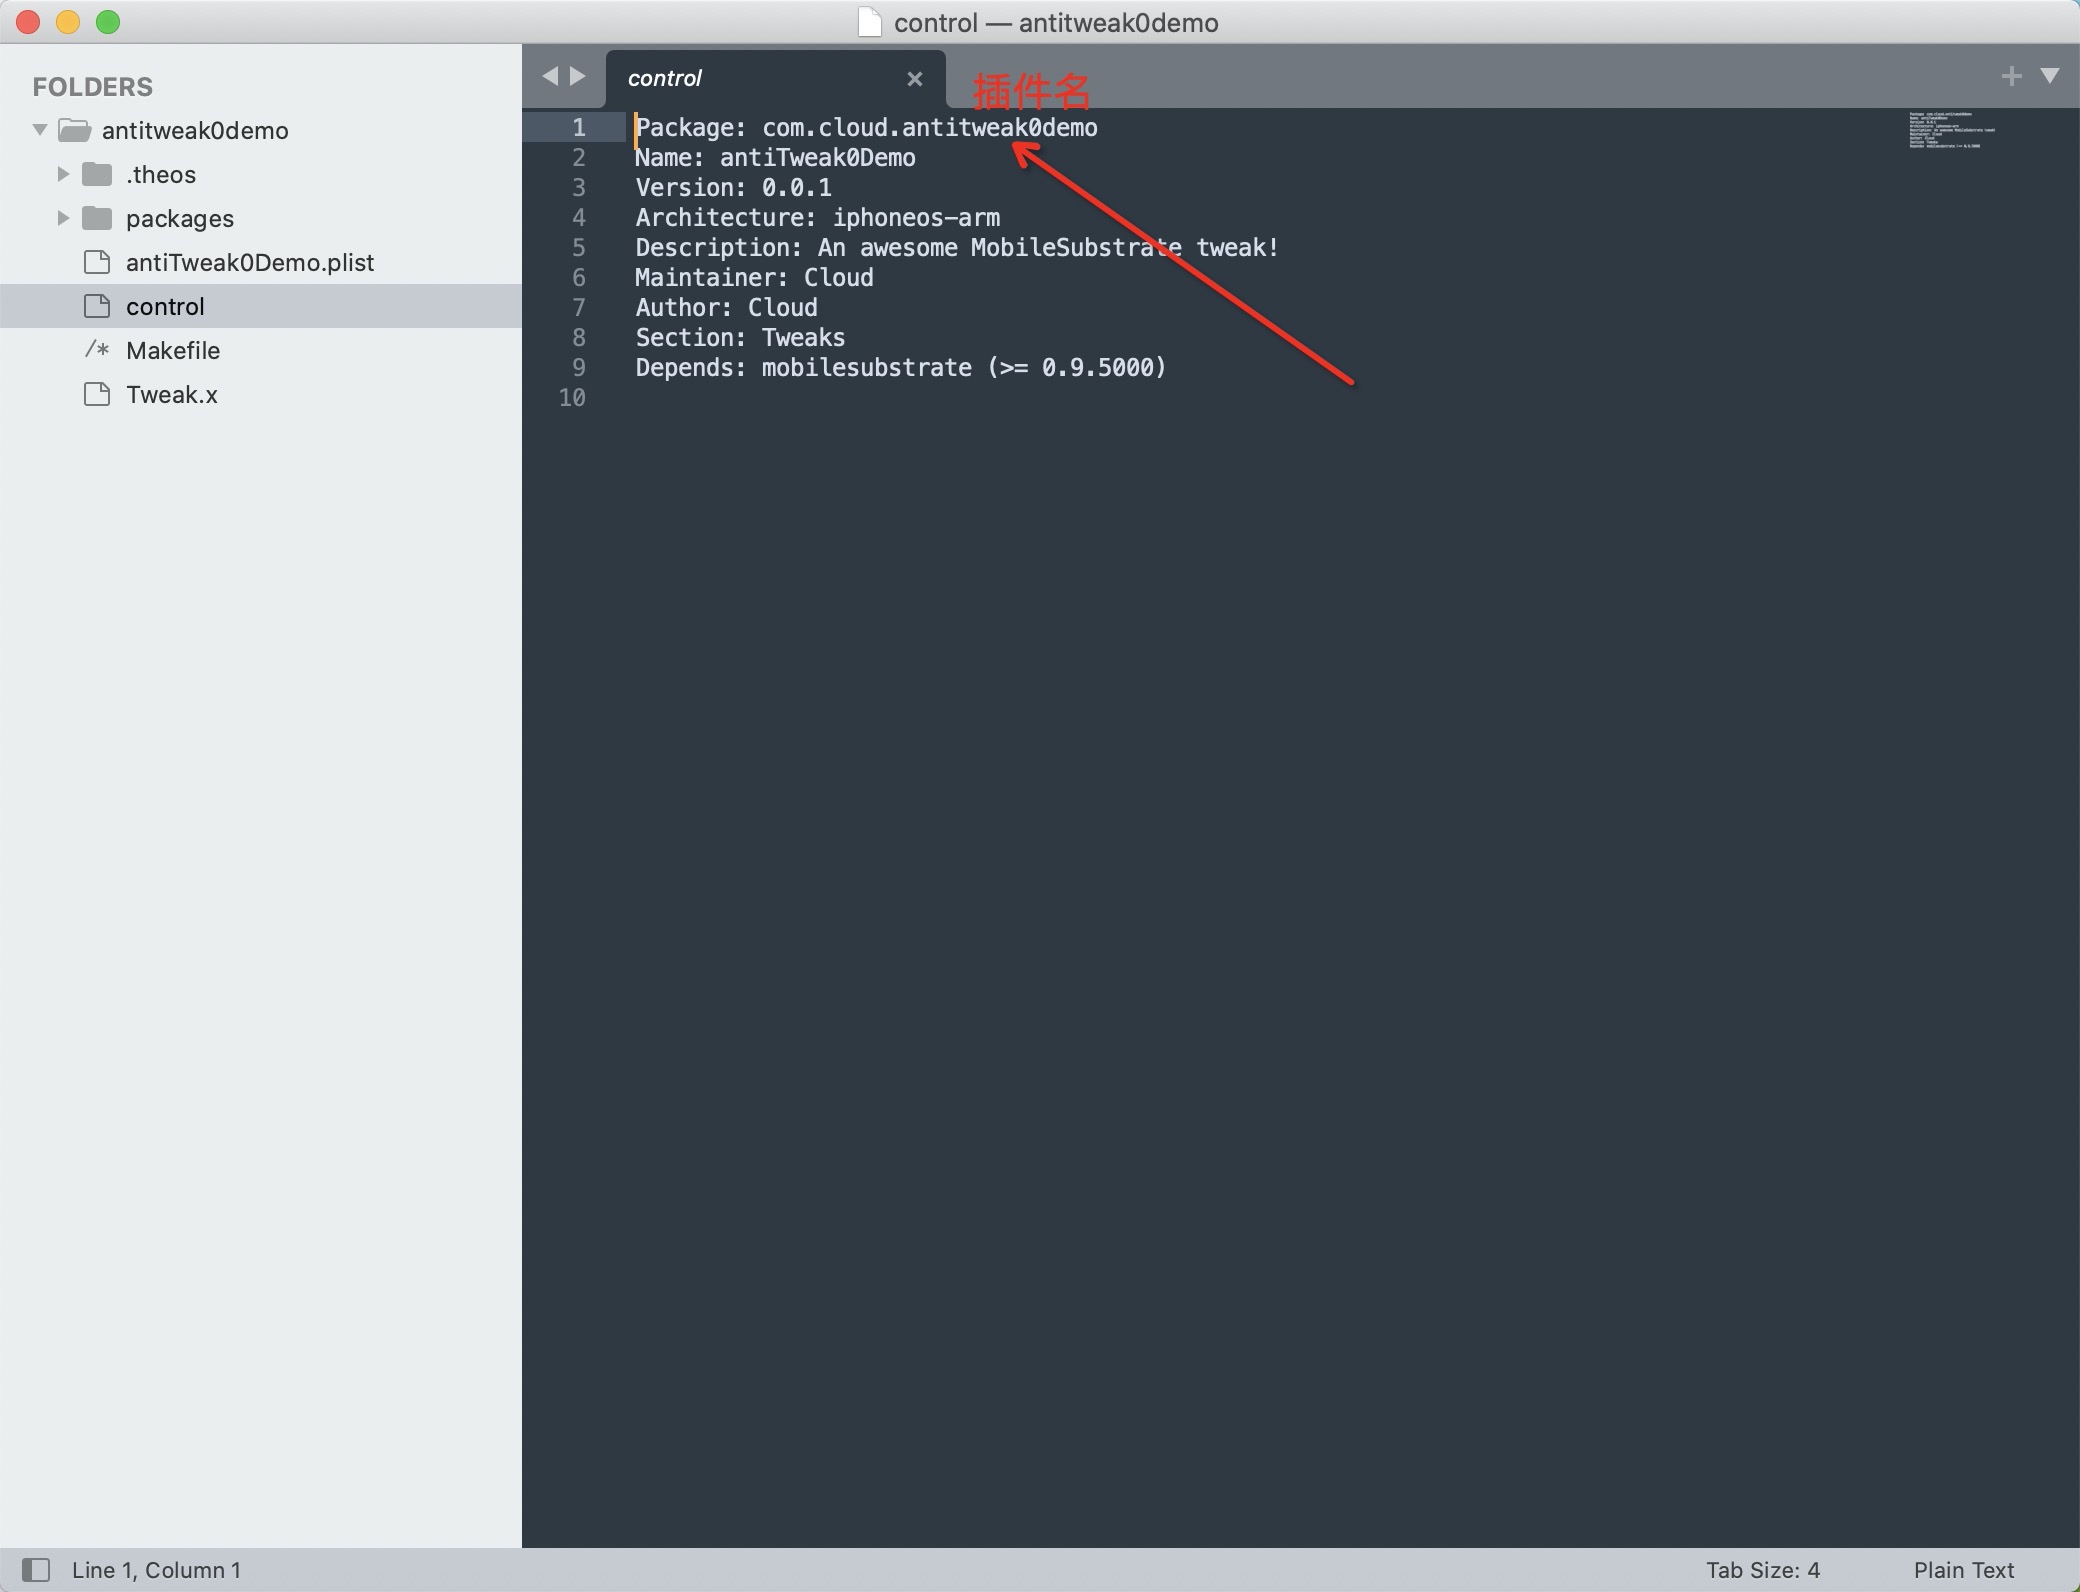 control — antitweak0demo
FOLDERS
antitweak0demo
.theos
packages
antiTweak0Demo.plist
control
/* Makefile
Tweak.x
control
插件名
1 Package: com.cloud.antitweak0demo
2 Name: antiTweak0Demo
3 Version: 0.0.1
4 Architecture: iphoneos-arm
5 Description: An awesome MobileSubstrate tweak!
6 Maintainer: Cloud
7 Author: Cloud
8 Section: Tweaks
9 Depends: mobilesubstrate (>= 0.9.5000)
10
Line 1, Column 1
Tab Size: 4
Plain Text